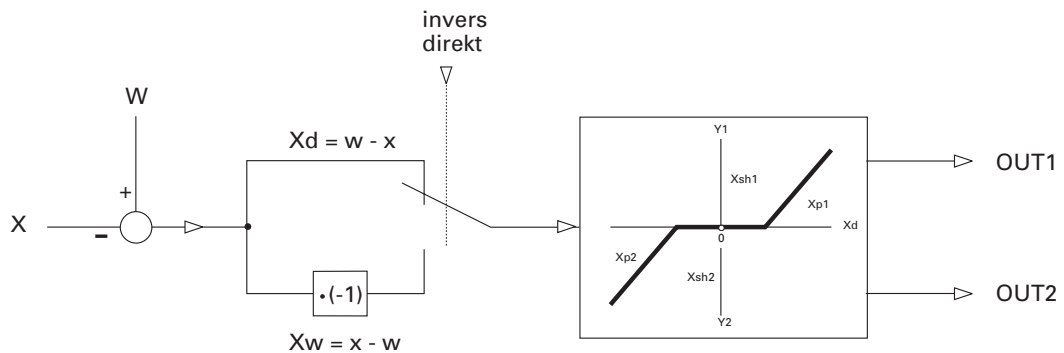 invers
direkt
W
Xd = w - x
Y1
OUT1
Xsh1
+
Xp1
X
-
Xd
0
Xp2
Xsh2
·(-1)
OUT2
Y2
Xw = x - w